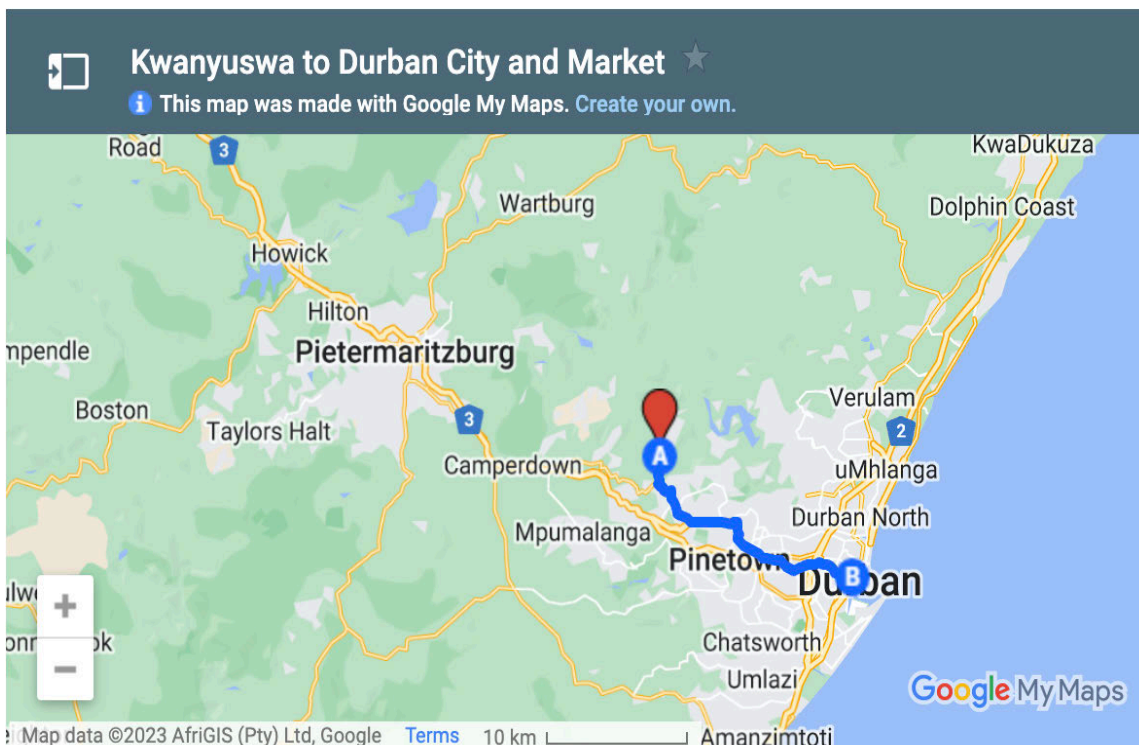 Kwanyuswa to Durban City and Market
This map was made with Google My Maps. Create your own.
Road
3
KwaDukuza
Wartburg
Dolphin Coast
Howick
Hilton
Pietermaritzburg
mpendle
Boston
Taylors Halt
3
Verulam
2
A
Camperdown
uMhlanga
Durban North
Mpumalanga
Pinetown
B
Durban
Chatsworth
Umlazi
+
−
Google My Maps
Map data ©2023 AfriGIS (Pty) Ltd, Google Terms 10 km
Amanzimtoti